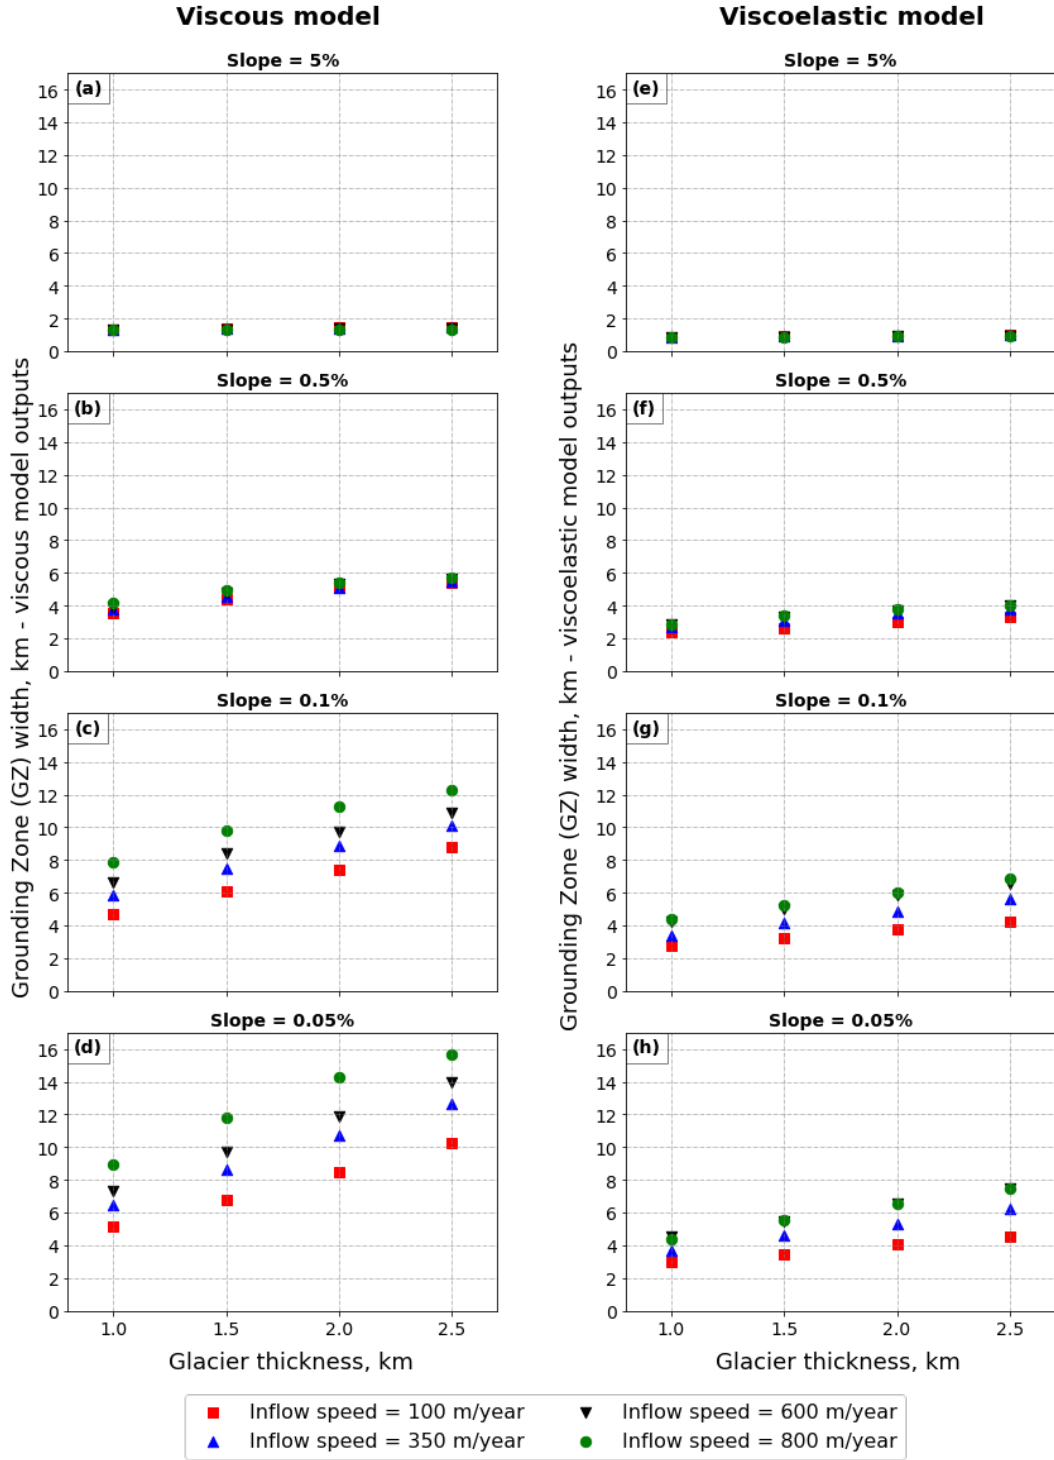 Viscous model
Viscoelastic model
Grounding Zone (GZ) width, km - viscous model outputs
Slope = 5%
(a)
16
14
12
10
8
6
4
2
0
Slope = 0.5%
(b)
16
14
12
10
8
6
4
2
0
Slope = 0.1%
(c)
16
14
12
10
8
6
4
2
0
Slope = 0.05%
(d)
16
14
12
10
8
6
4
2
0
1.0 1.5 2.0 2.5
Glacier thickness, km
Grounding Zone (GZ) width, km - viscoelastic model outputs
Slope = 5%
(e)
16
14
12
10
8
6
4
2
0
Slope = 0.5%
(f)
16
14
12
10
8
6
4
2
0
Slope = 0.1%
(g)
16
14
12
10
8
6
4
2
0
Slope = 0.05%
(h)
16
14
12
10
8
6
4
2
0
1.0 1.5 2.0 2.5
Glacier thickness, km
Inflow speed = 100 m/year
Inflow speed = 350 m/year
Inflow speed = 600 m/year
Inflow speed = 800 m/year